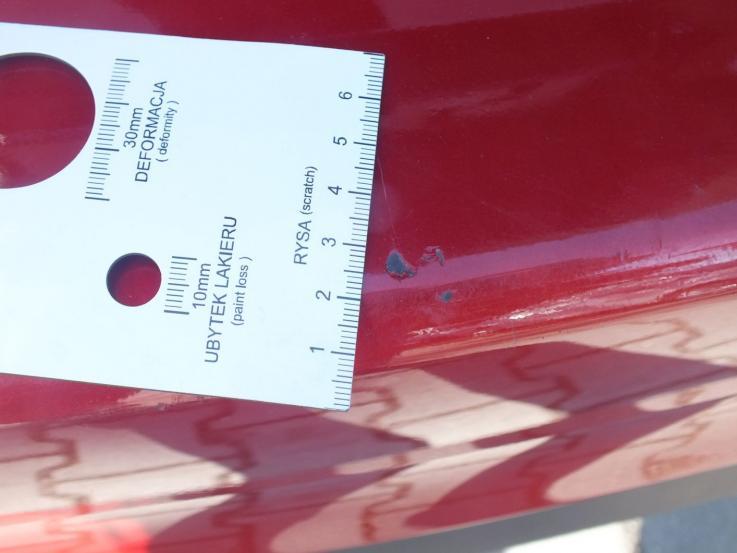 30mm
DEFORMACJA
( deformity )
10mm
UBYTEK LAKIERU
(paint loss )
RYSA (scratch)
1 2 3 4 5 6